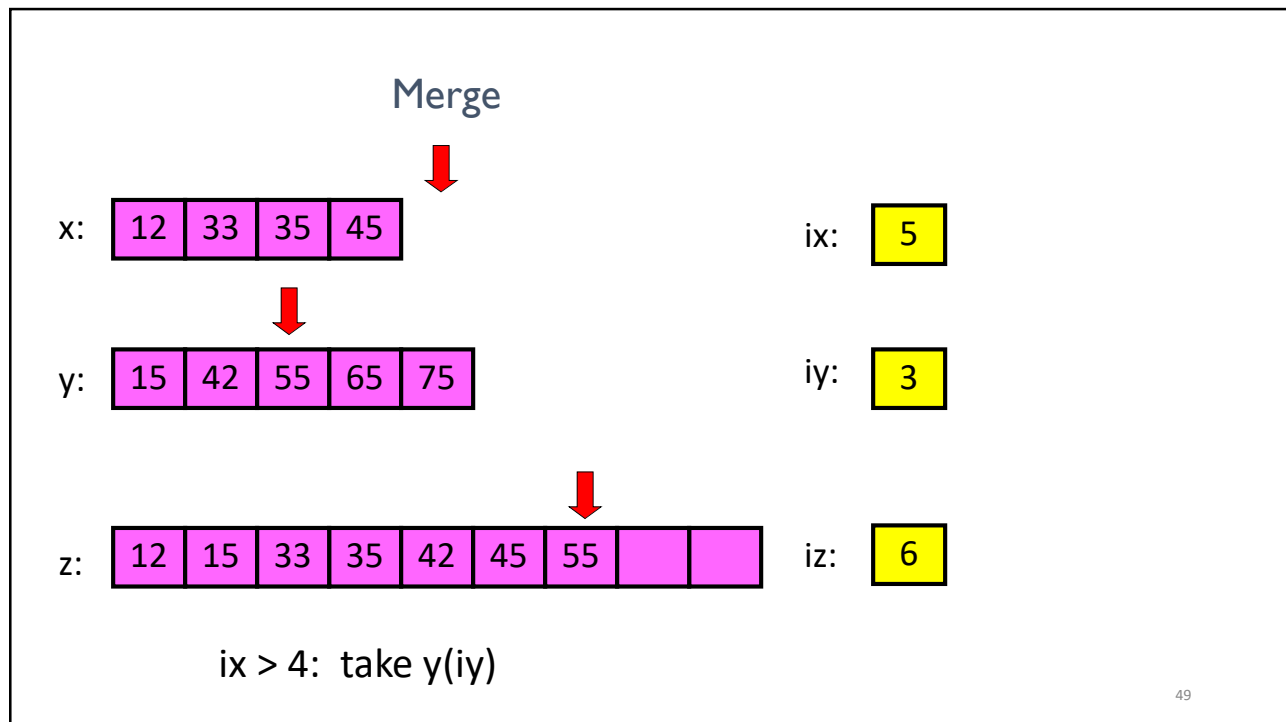 Merge
x: 12 33 35 45 ix: 5
y: 15 42 55 65 75 iy: 3
z: 12 15 33 35 42 45 55 iz: 6
ix > 4: take y(iy)
49